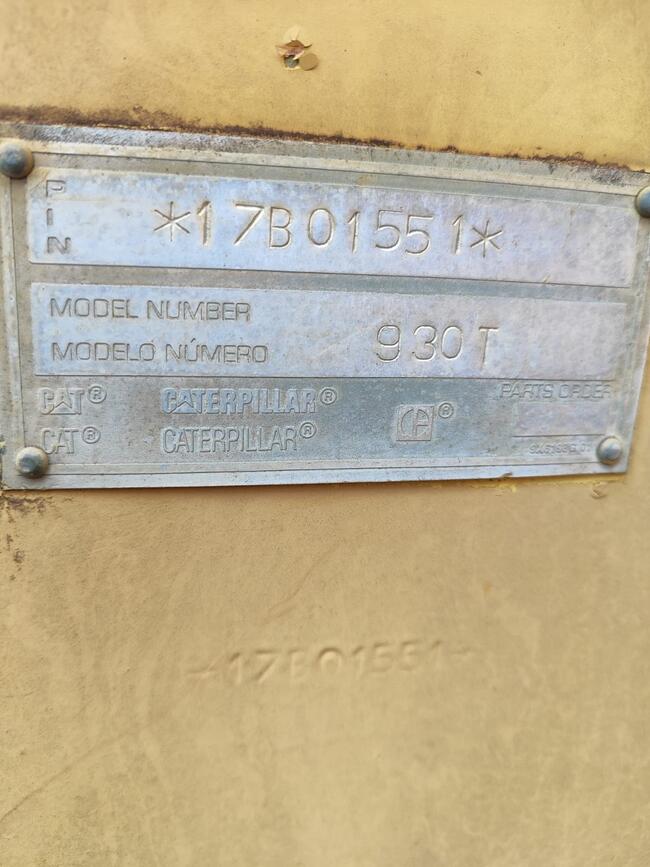 PIN *17B01551*
MODEL NUMBER
MODELO NÚMERO 930T
CAT® CATERPILLAR® PARTS ORDER
CAT® CATERPILLAR® ®
*17B01551*